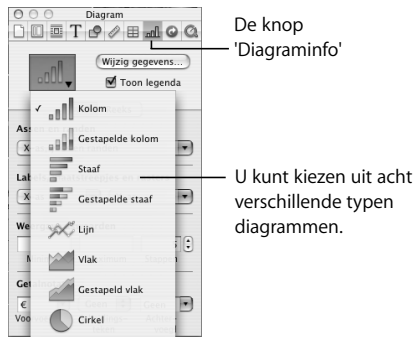 Diagram
De knop
'Diagraminfo'
Wijzig gegevens...
Toon legenda
Kolom
Gestapelde kolom
Staaf
Gestapelde staaf
Lijn
Vlak
Gestapeld vlak
Cirkel
U kunt kiezen uit acht
verschillende typen
diagrammen.